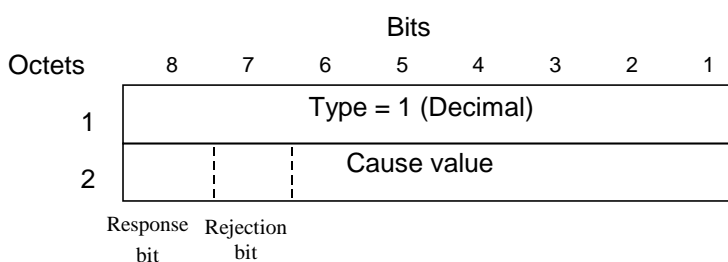 Bits
Octets 8 7 6 5 4 3 2 1
1 Type = 1 (Decimal)
2 Cause value
Response Rejection
bit bit